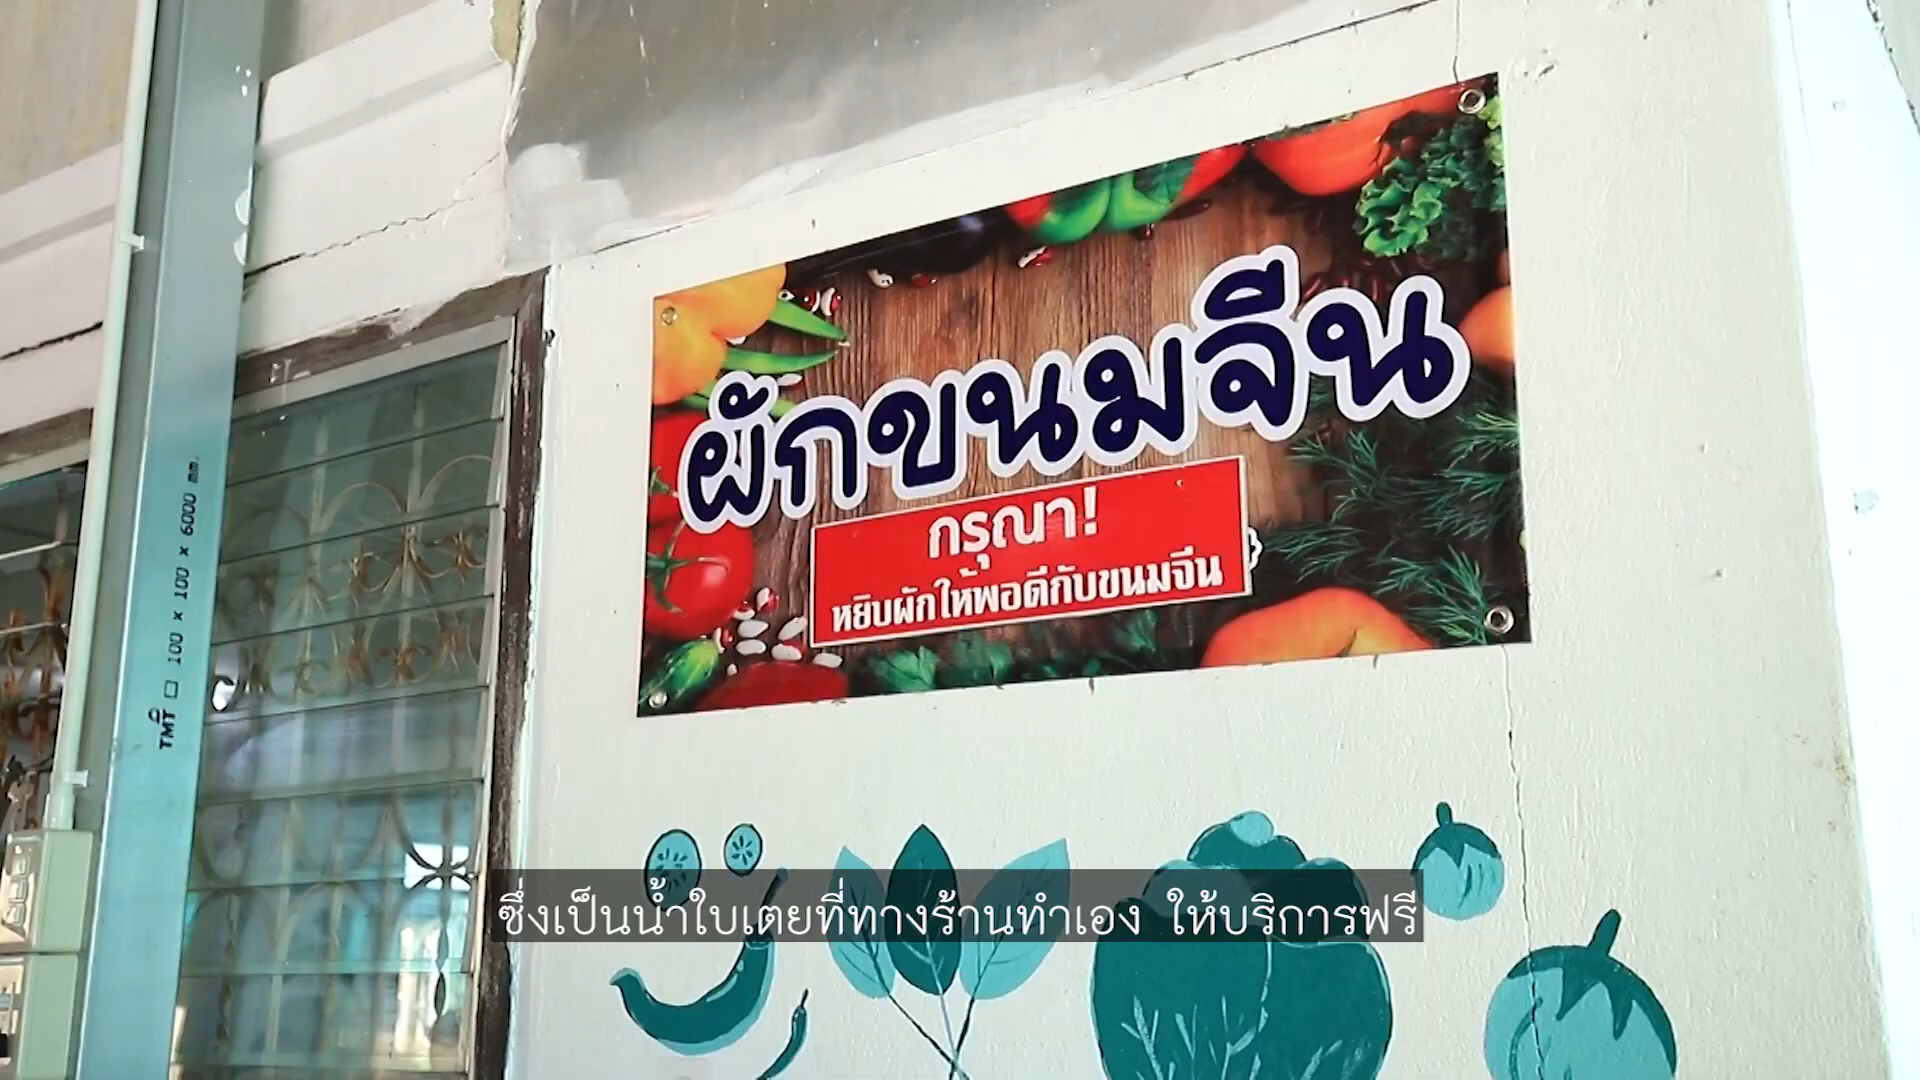 ผักขนมจีน
กรุณา!
หยิบผักให้พอดีกับขนมจีน
TMT □ 100 x 100 x 6000 mm.
ซึ่งเป็นน้ำใบเตยที่ทางร้านทำเอง ให้บริการฟรี